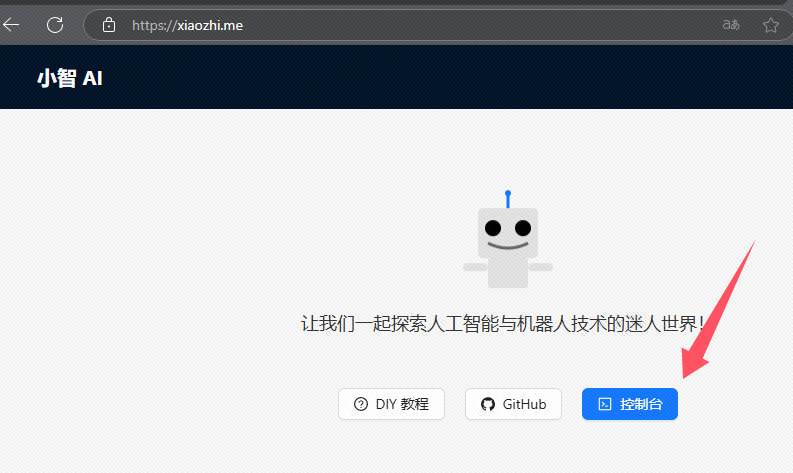 https://xiaozhi.me
小智 AI
让我们一起探索人工智能与机器人技术的迷人世界！
DIY 教程
GitHub
控制台